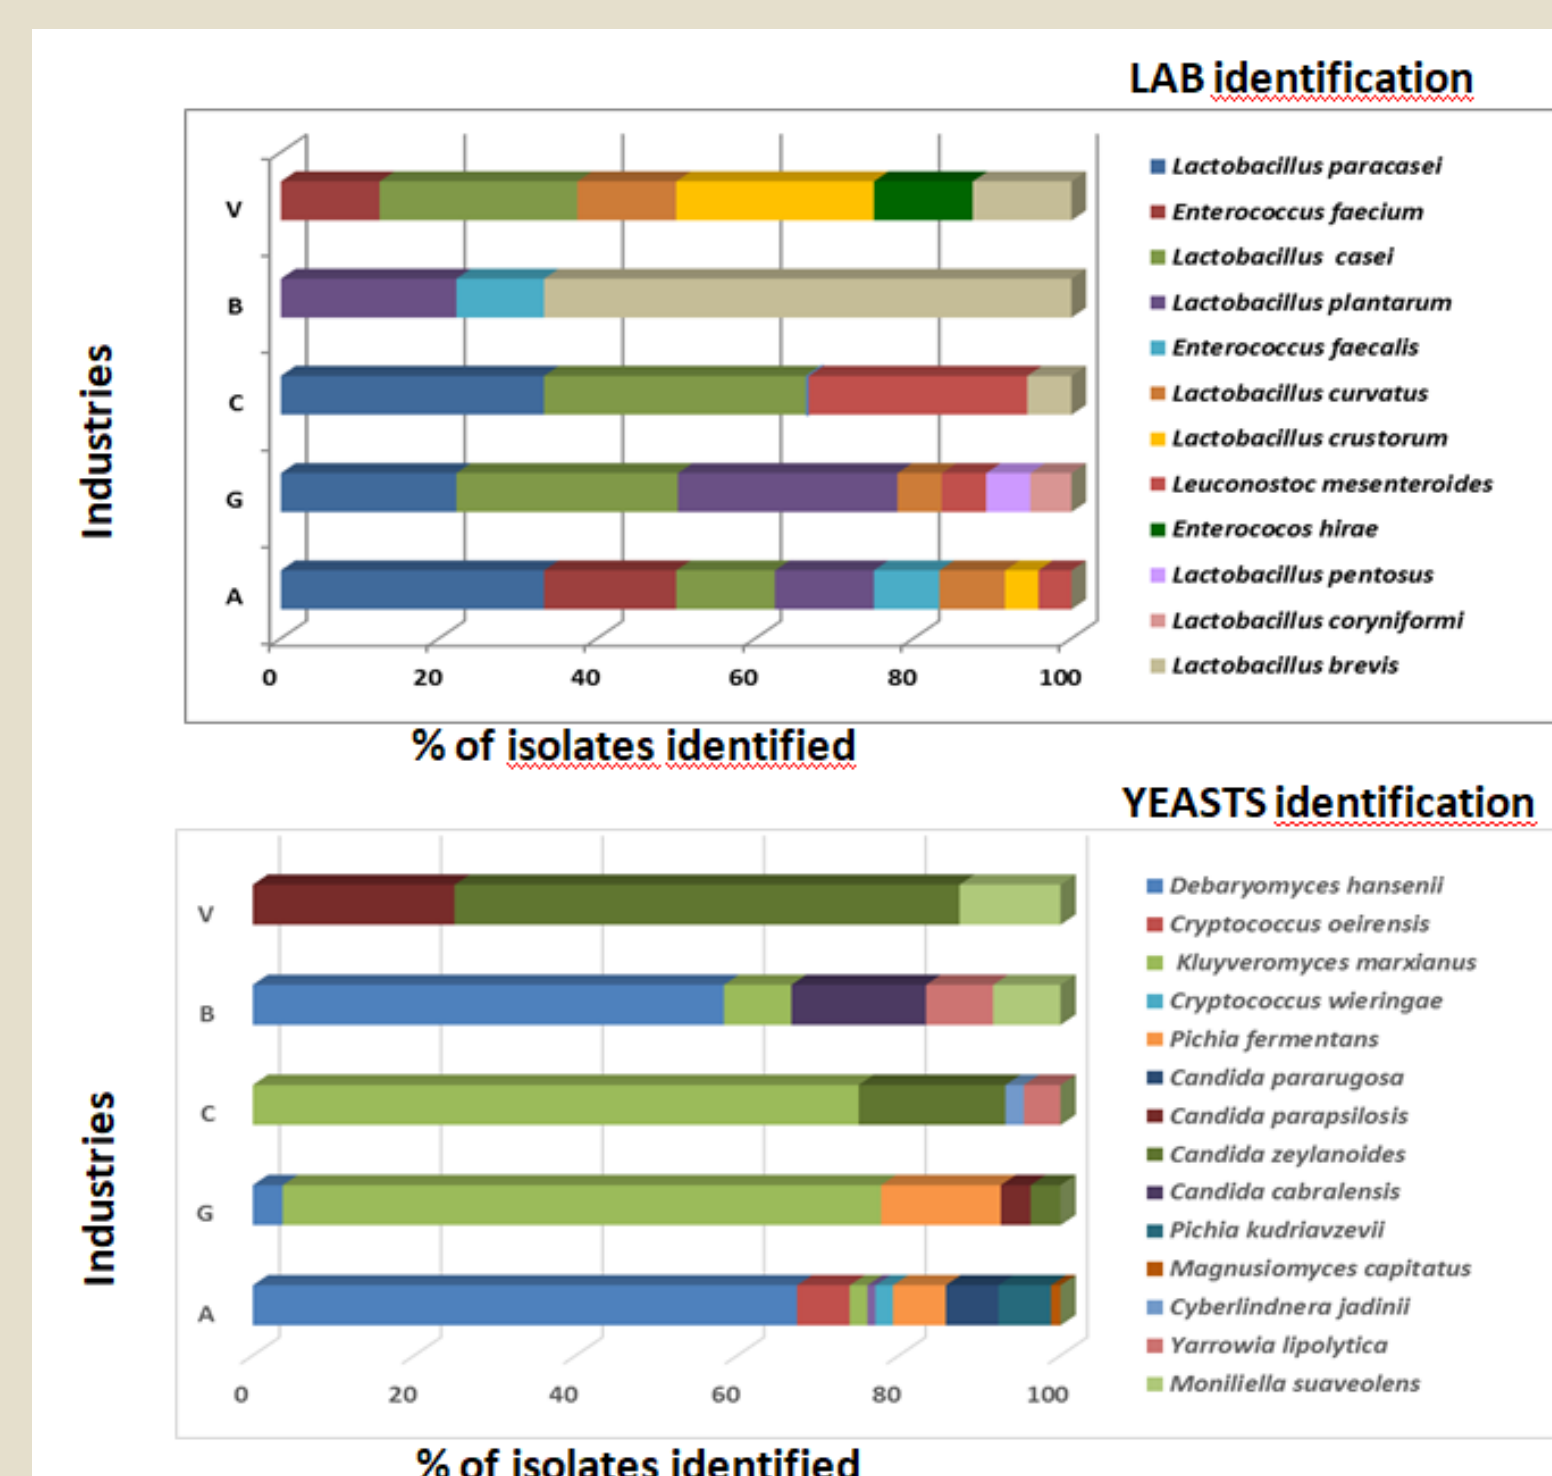 LAB identification
V
B
C
G
A
Industries
0 20 40 60 80 100
% of isolates identified
Lactobacillus paracasei
Enterococcus faecium
Lactobacillus casei
Lactobacillus plantarum
Enterococcus faecalis
Lactobacillus curvatus
Lactobacillus crustorum
Leuconostoc mesenteroides
Enterococos hirae
Lactobacillus pentosus
Lactobacillus coryniformi
Lactobacillus brevis
YEASTS identification
V
B
C
G
A
Industries
0 20 40 60 80 100
% of isolates identified
Debaryomyces hansenii
Cryptococcus oeirensis
Kluyveromyces marxianus
Cryptococcus wieringae
Pichia fermentans
Candida pararugosa
Candida parapsilosis
Candida zeylanoides
Candida cabralensis
Pichia kudriavzevii
Magnusiomyces capitatus
Cyberlindnera jadinii
Yarrowia lipolytica
Moniliella suaveolens